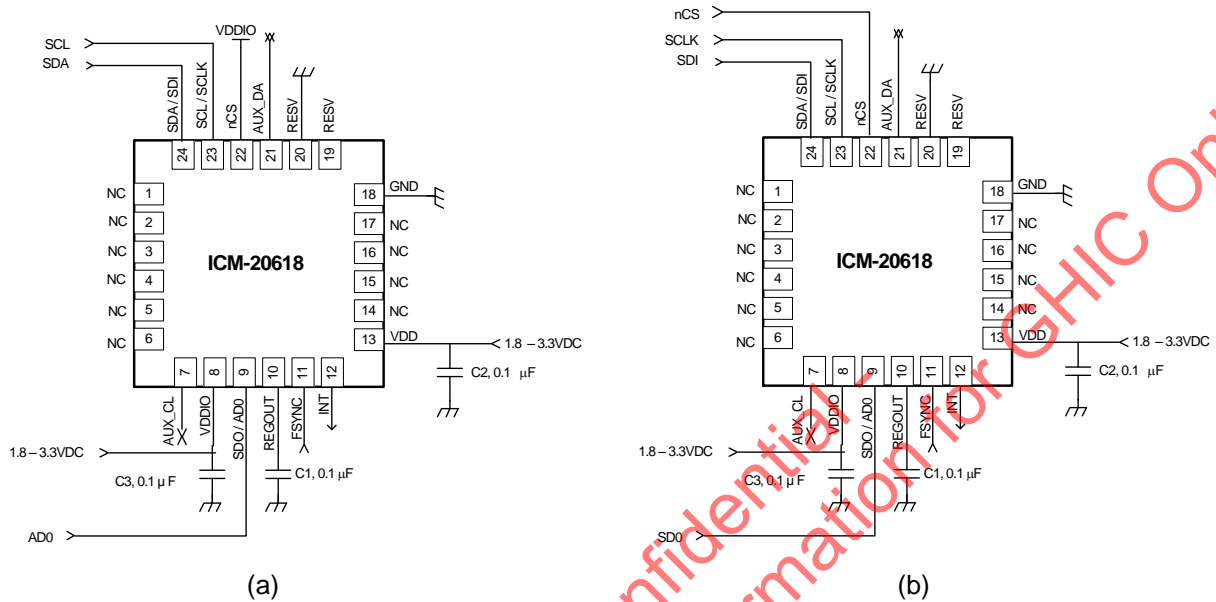 SCL
SDA
VDDIO
SDA / SDI
SCL / SCLK
nCS
AUX_DA
RESV
RESV
24
23
22
21
20
19
NC 1
NC 2
NC 3
NC 4
NC 5
NC 6
ICM-20618
18 GND
17 NC
16 NC
15 NC
14 NC
13 VDD
1.8 – 3.3VDC
C2, 0.1 μF
7
8
9
10
11
12
AUX_CL
VDDIO
SDO / AD0
REGOUT
FSYNC
INT
1.8 – 3.3VDC
C3, 0.1 μ F
C1, 0.1 μF
AD0
(a)
nCS
SCLK
SDI
SDA / SDI
SCL / SCLK
nCS
AUX_DA
RESV
RESV
24
23
22
21
20
19
NC 1
NC 2
NC 3
NC 4
NC 5
NC 6
ICM-20618
18 GND
17 NC
16 NC
15 NC
14 NC
13 VDD
1.8 – 3.3VDC
C2, 0.1 μF
7
8
9
10
11
12
AUX_CL
VDDIO
SDO / AD0
REGOUT
FSYNC
INT
1.8 – 3.3VDC
C3, 0.1 μ F
C1, 0.1 μF
SD0
(b)
nfidential -
rmation for GHIC Onl